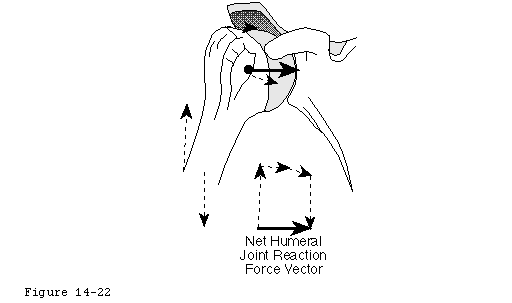 Net Humeral
Joint Reaction
Force Vector
Figure 14-22